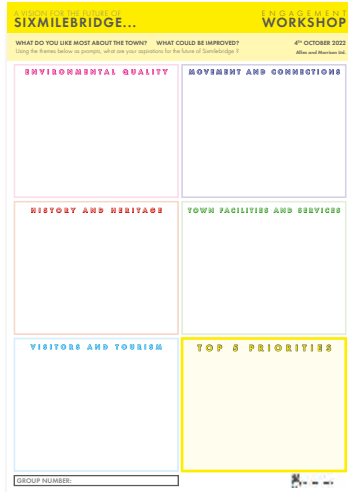 A VISION FOR THE FUTURE OF
SIXMILEBRIDGE...
ENGAGEMENT
WORKSHOP
WHAT DO YOU LIKE MOST ABOUT THE TOWN? WHAT COULD BE IMPROVED?
Using the themes below as prompts, what are your aspirations for the future of Sixmilebridge ?
4TH OCTOBER 2022
Allies and Morrison Ltd.
ENVIRONMENTAL QUALITY
MOVEMENT AND CONNECTIONS
HISTORY AND HERITAGE
TOWN FACILITIES AND SERVICES
VISITORS AND TOURISM
TOP 5 PRIORITIES
GROUP NUMBER: